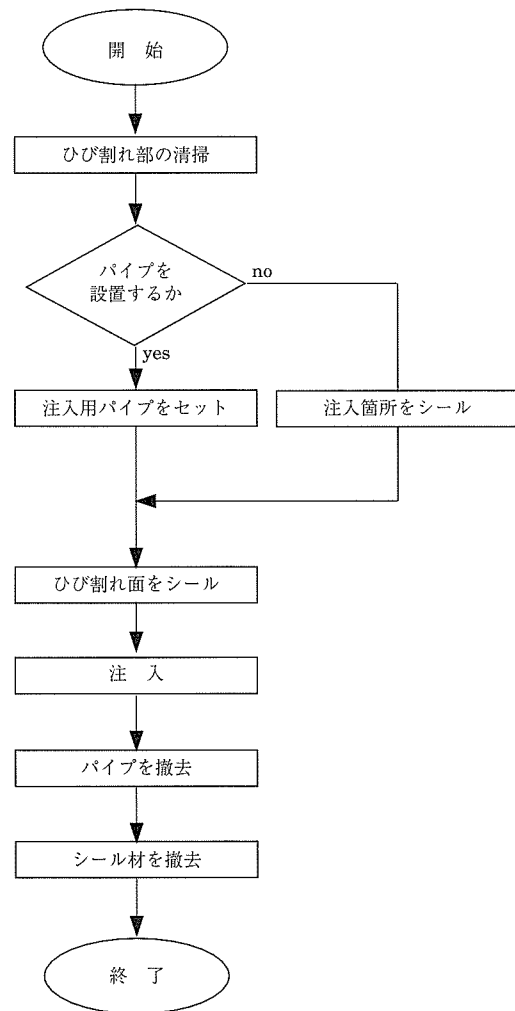 開　始
ひび割れ部の清掃
パイプを
設置するか
no
yes
注入用パイプをセット
注入箇所をシール
ひび割れ面をシール
注　入
パイプを撤去
シール材を撤去
終　了